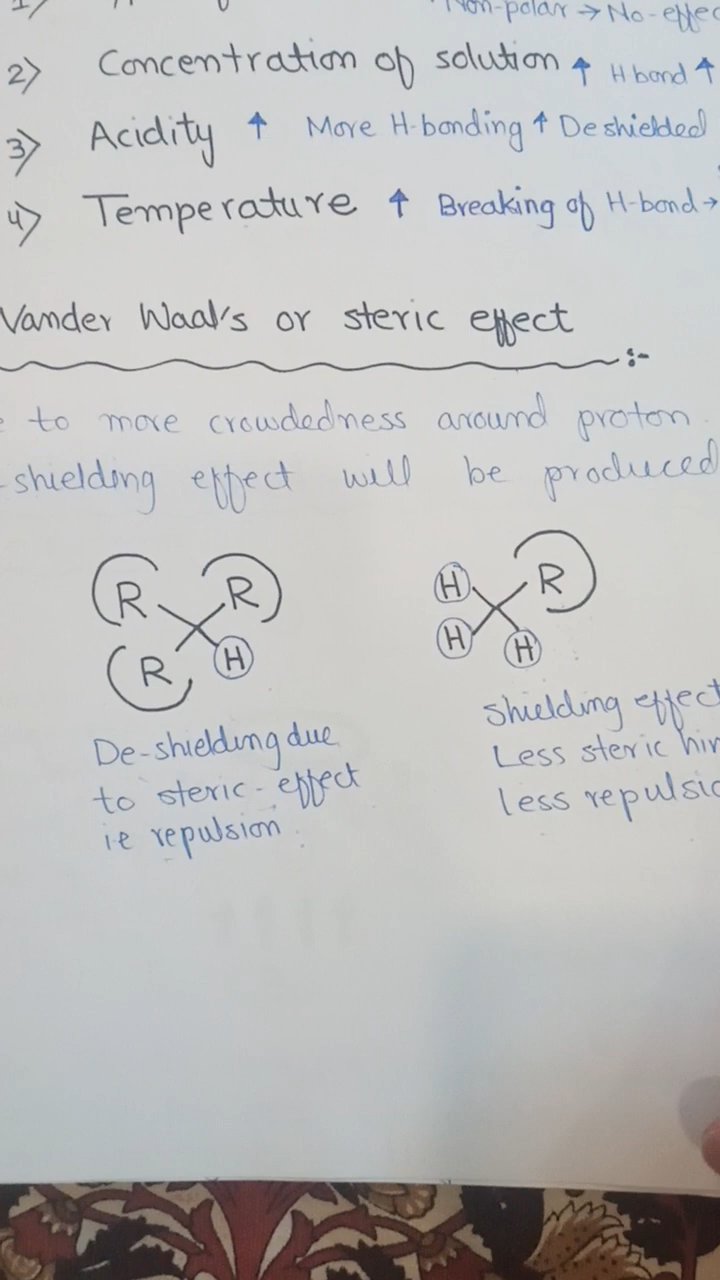 Non-polar → No-effec
2) Concentration of solution ↑ H bond ↑
3) Acidity ↑ More H-bonding ↑ Deshielded
4) Temperature ↑ Breaking of H-bond →
Vander Waal's or steric effect :-
to more crowdedness around proton
-shielding effect will be produced
R R
R H
H R
H H
De-shielding due
to steric-effect
ie repulsion
Shielding effect
Less steric hin
less repulsio